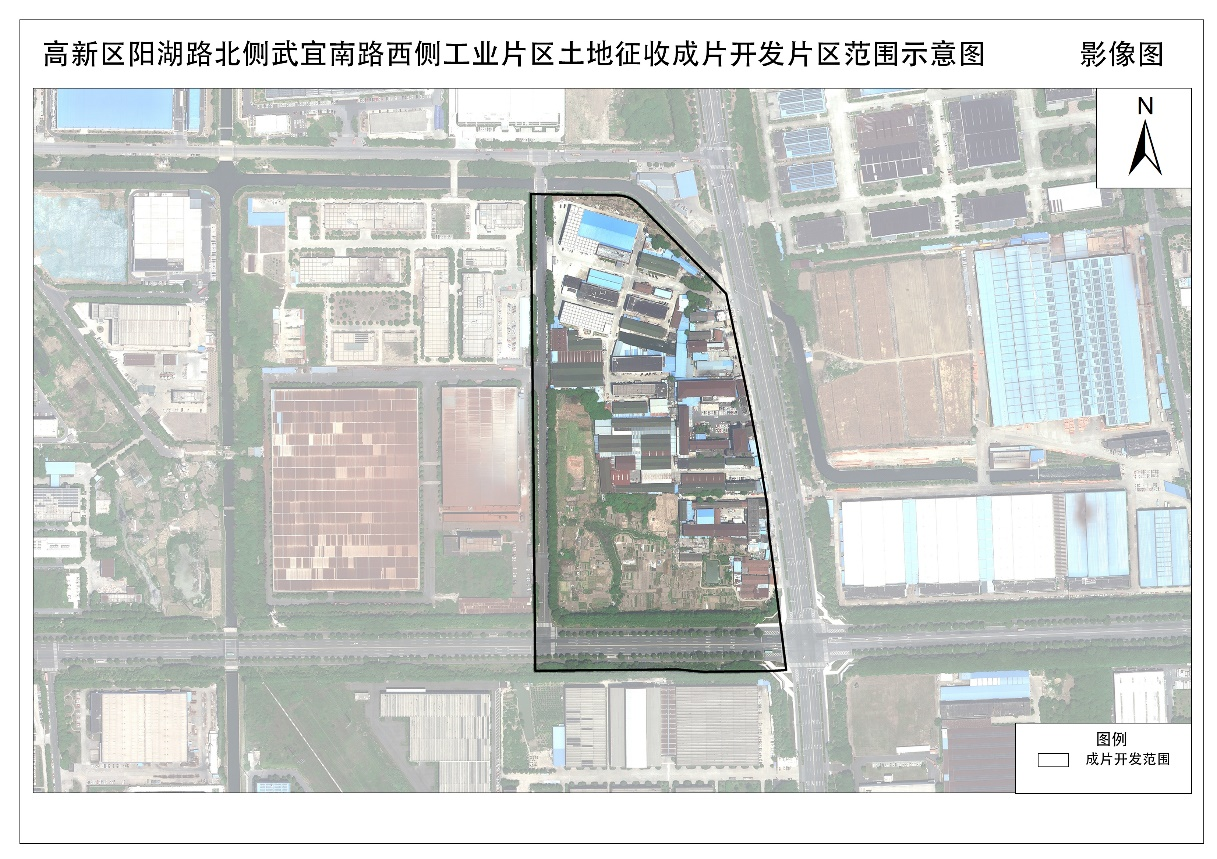 高新区阳湖路北侧武宜南路西侧工业片区土地征收成片开发片区范围示意图 影像图
N
图例
成片开发范围